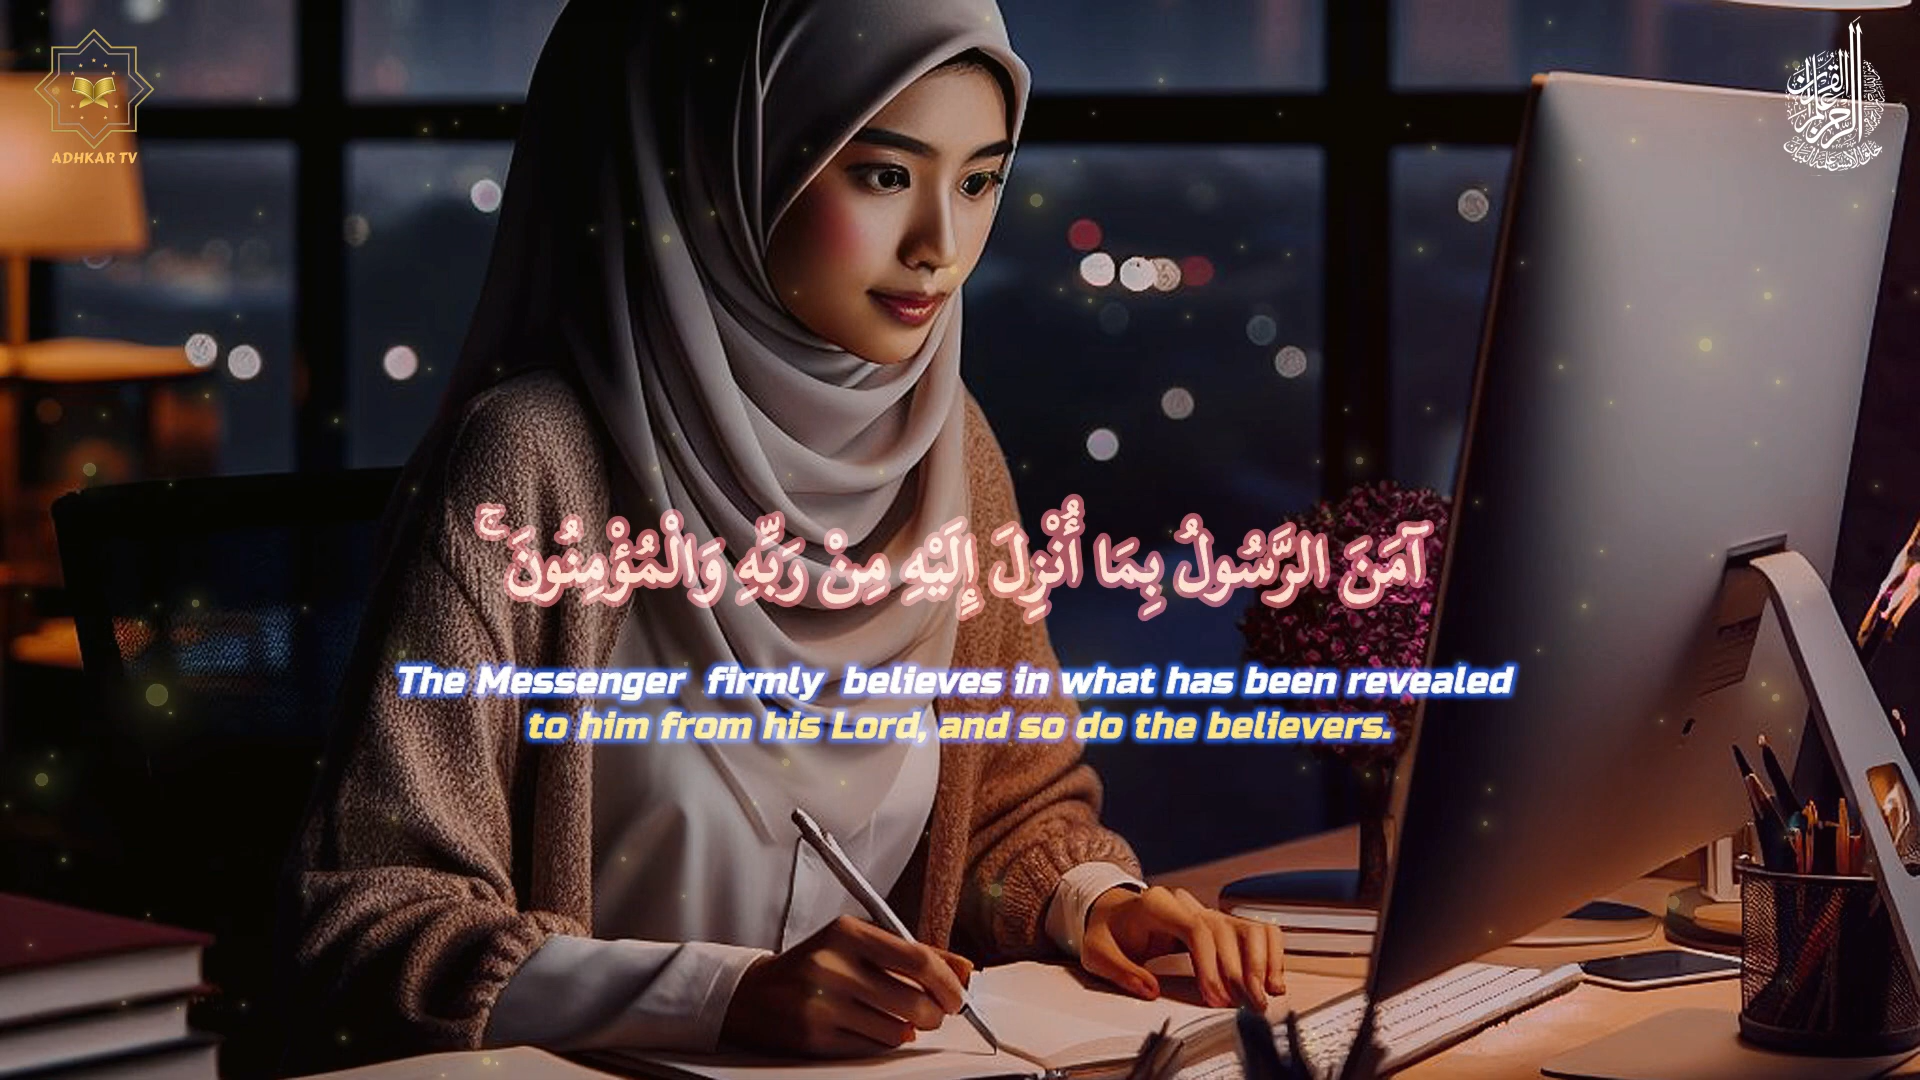 ADHKAR TV
آمَنَ الرَّسُولُ بِمَا أُنْزِلَ إِلَيْهِ مِنْ رَبِّهِ وَالْمُؤْمِنُونَ ۚ
The Messenger firmly believes in what has been revealed
to him from his Lord, and so do the believers.